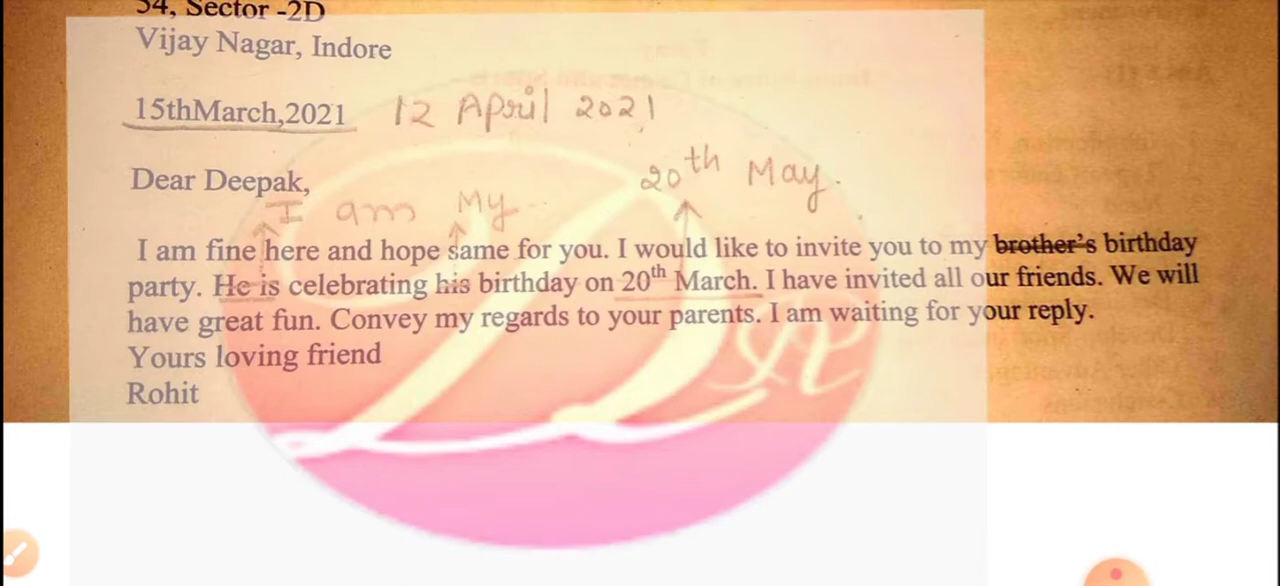 54, Sector -2D
Vijay Nagar, Indore
15thMarch,2021 12 April 2021
Dear Deepak,
20th May.
I am My
I am fine here and hope same for you. I would like to invite you to my brother's birthday
party. He is celebrating his birthday on 20th March. I have invited all our friends. We will
have great fun. Convey my regards to your parents. I am waiting for your reply.
Yours loving friend
Rohit